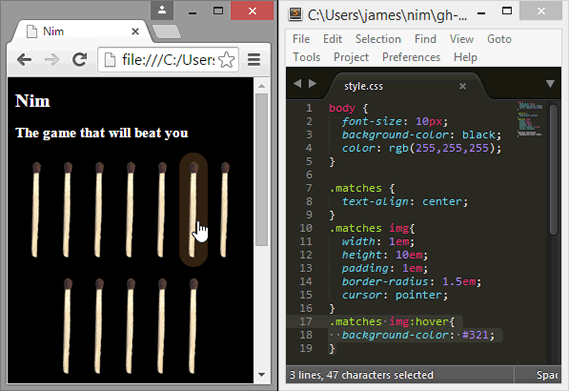 Nim
file:///C:/Users
Nim
The game that will beat you
C:\Users\james\nim\gh-...
File Edit Selection Find View Goto
Tools Project Preferences Help
style.css
1 body {
2 font-size: 10px;
3 background-color: black;
4 color: rgb(255,255,255);
5 }
6
7 .matches {
8 text-align: center;
9 }
10 .matches img{
11 width: 1em;
12 height: 10em;
13 padding: 1em;
14 border-radius: 1.5em;
15 cursor: pointer;
16 }
17 .matches img:hover{
18 background-color: #321;
19 }
3 lines, 47 characters selected
Spac